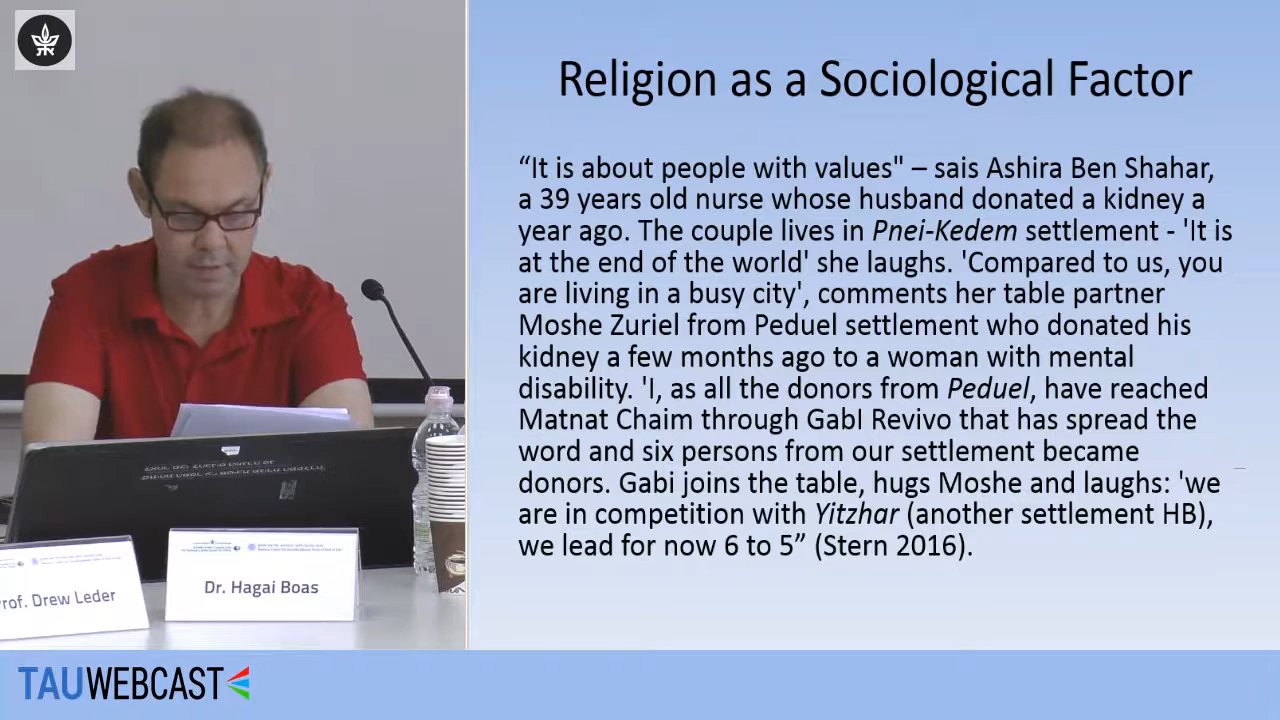 Religion as a Sociological Factor
“It is about people with values" – sais Ashira Ben Shahar,
a 39 years old nurse whose husband donated a kidney a
year ago. The couple lives in Pnei-Kedem settlement - 'It is
at the end of the world' she laughs. 'Compared to us, you
are living in a busy city', comments her table partner
Moshe Zuriel from Peduel settlement who donated his
kidney a few months ago to a woman with mental
disability. 'I, as all the donors from Peduel, have reached
Matnat Chaim through GabI Revivo that has spread the
word and six persons from our settlement became
donors. Gabi joins the table, hugs Moshe and laughs: 'we
are in competition with Yitzhar (another settlement HB),
we lead for now 6 to 5” (Stern 2016).
rof. Drew Leder
Dr. Hagai Boas
TAUWEBCAST